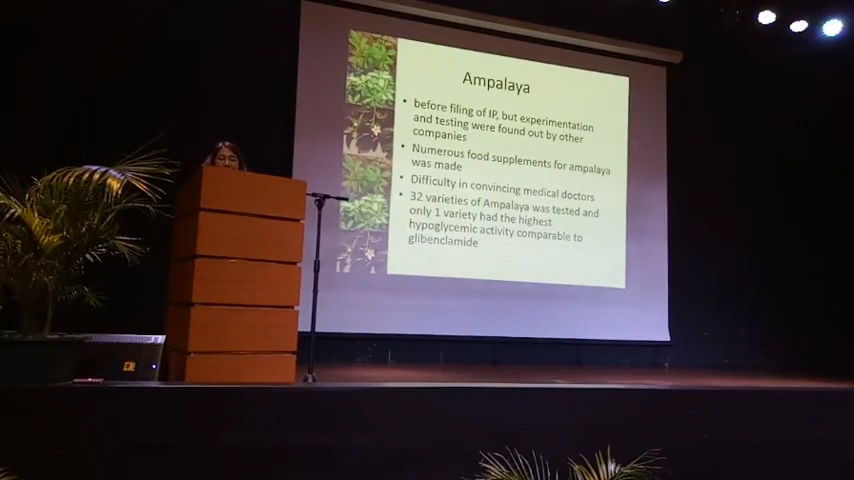 Ampalaya
• before filing of IP, but experimentation
and testing were found out by other
companies
• Numerous food supplements for ampalaya
was made
• Difficulty in convincing medical doctors
• 32 varieties of Ampalaya was tested and
only 1 variety had the highest
hypoglycemic activity comparable to
glibenclamide